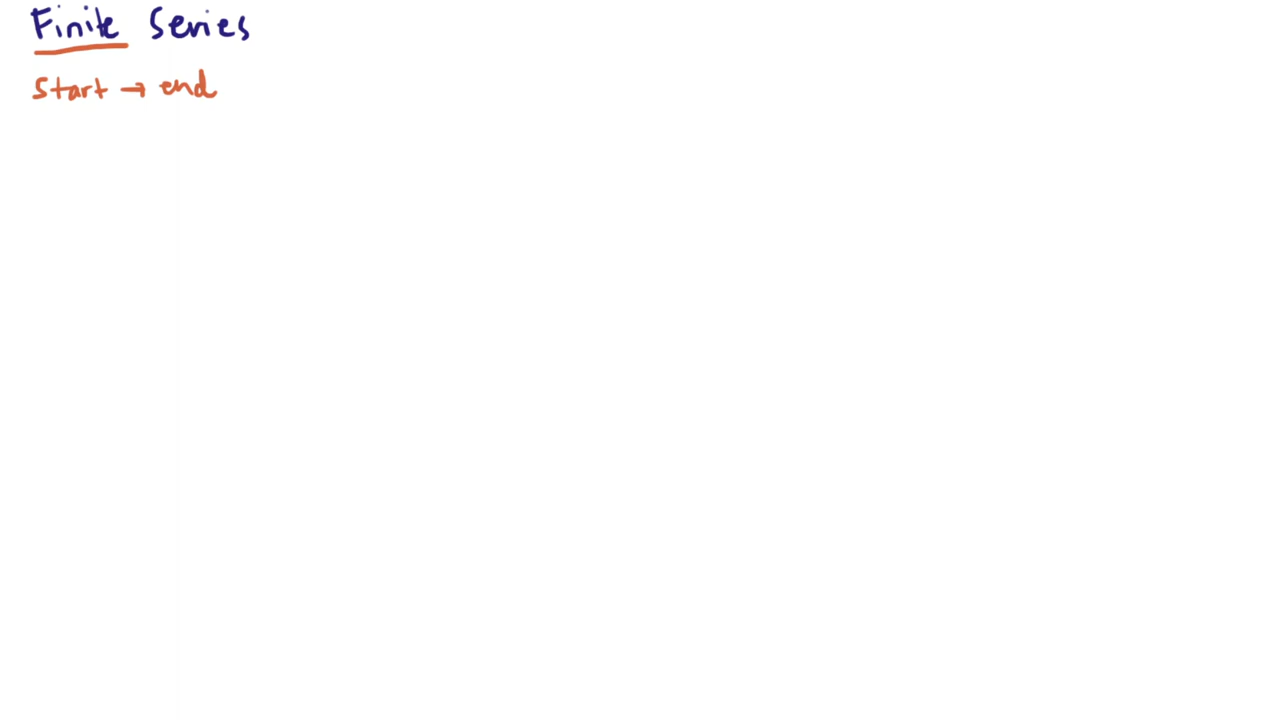 Finite Series
Start → end